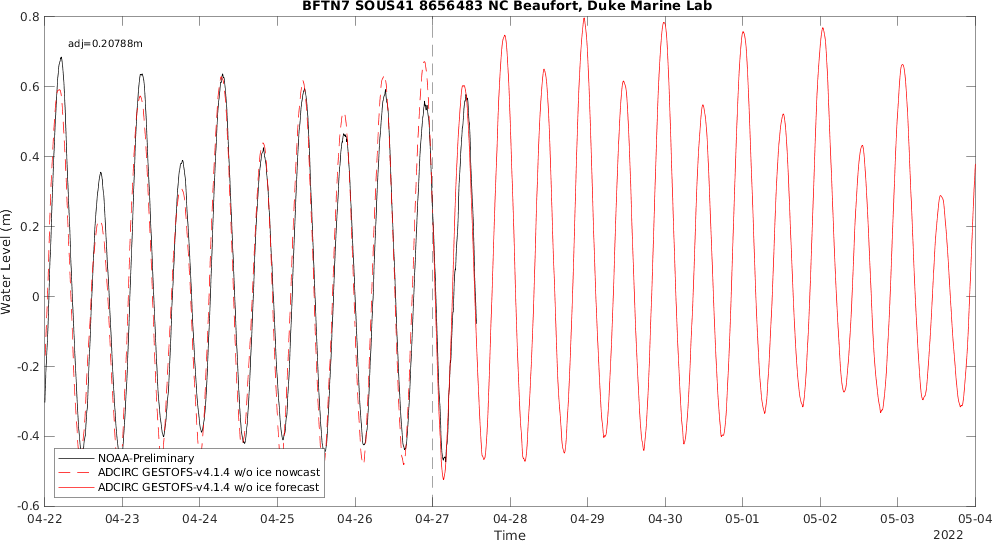 BFTN7 SOUS41 8656483 NC Beaufort, Duke Marine Lab
adj=0.20788m
Water Level (m)
0.8
0.6
0.4
0.2
0
-0.2
-0.4
-0.6
NOAA-Preliminary
ADCIRC GESTOFS-v4.1.4 w/o ice nowcast
ADCIRC GESTOFS-v4.1.4 w/o ice forecast
04-22 04-23 04-24 04-25 04-26 04-27 04-28 04-29 04-30 05-01 05-02 05-03 05-04
Time
2022